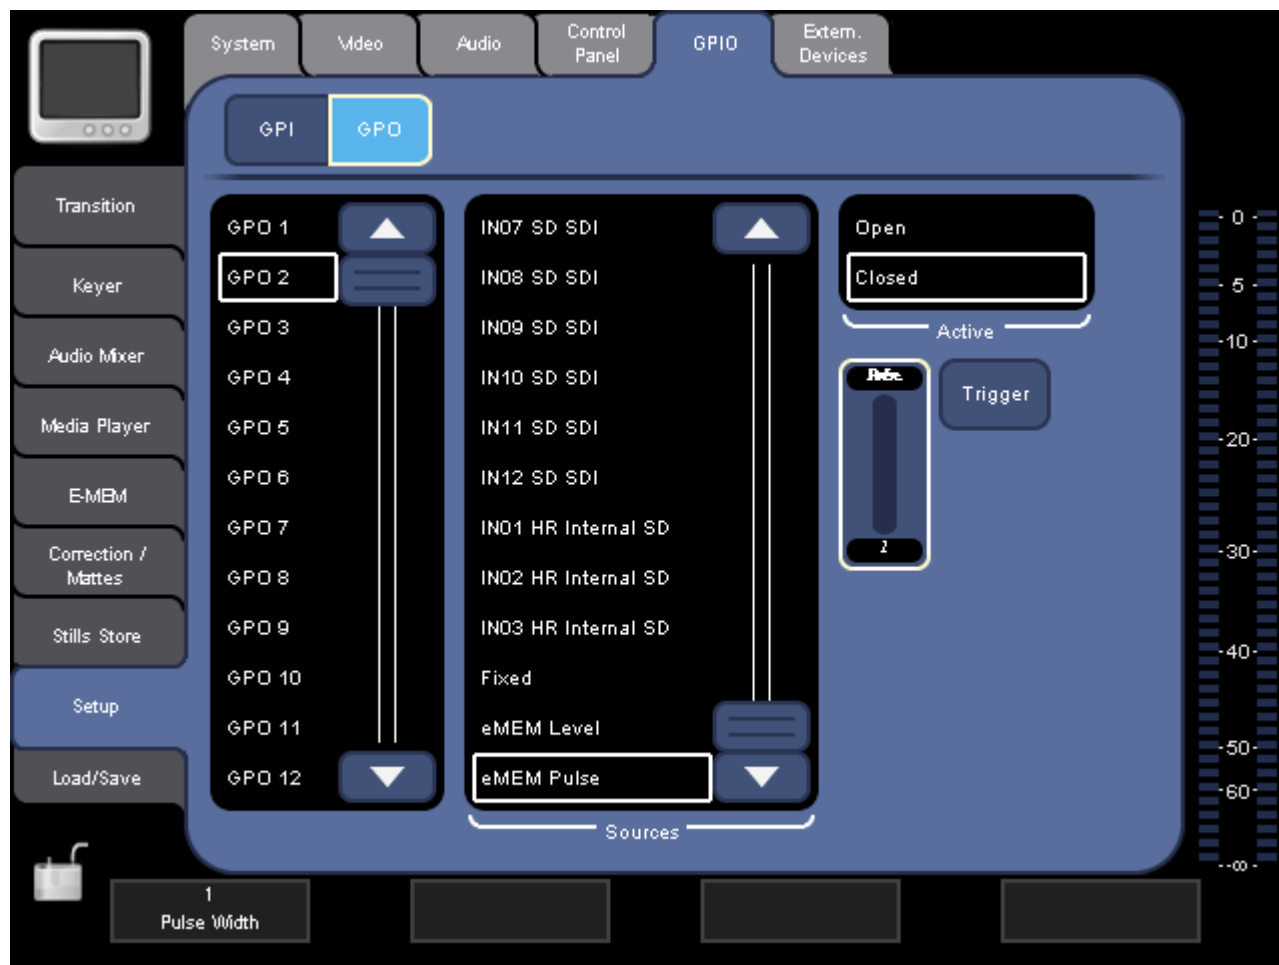 System
Video
Audio
Control
Panel
GPIO
Extern.
Devices
GPI
GPO
Transition
Keyer
Audio Mixer
Media Player
E-MEM
Correction /
Mattes
Stills Store
Setup
Load/Save
GPO 1
GPO 2
GPO 3
GPO 4
GPO 5
GPO 6
GPO 7
GPO 8
GPO 9
GPO 10
GPO 11
GPO 12
IN07 SD SDI
IN08 SD SDI
IN09 SD SDI
IN10 SD SDI
IN11 SD SDI
IN12 SD SDI
IN01 HR Internal SD
IN02 HR Internal SD
IN03 HR Internal SD
Fixed
eMEM Level
eMEM Pulse
Sources
Open
Closed
Active
Trigger
- 0 -
- 5 -
-10 -
-20-
-30-
-40-
-50-
-60-
--∞-
1
Pulse Width